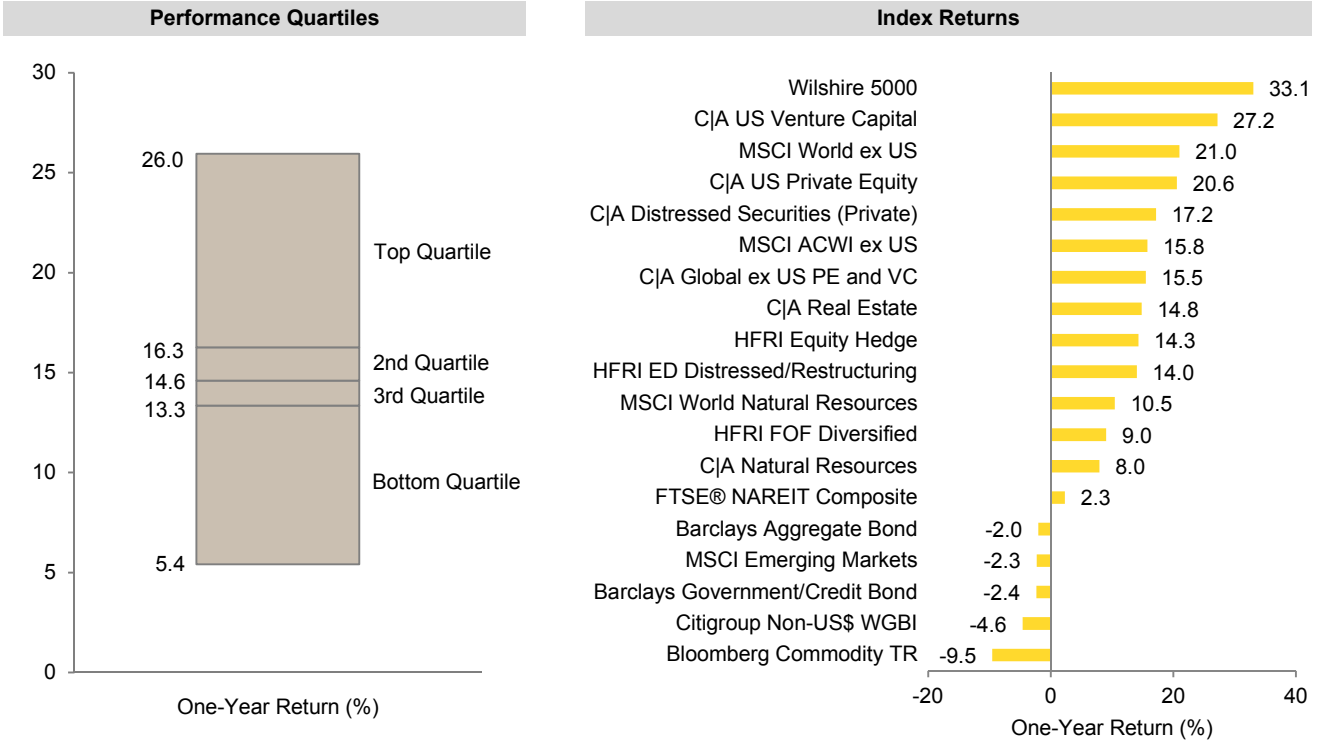 Performance Quartiles
30
25
20
15
10
5
0
26.0
16.3
14.6
13.3
5.4
Top Quartile
2nd Quartile
3rd Quartile
Bottom Quartile
One-Year Return (%)
Index Returns
Wilshire 5000 33.1
C|A US Venture Capital 27.2
MSCI World ex US 21.0
C|A US Private Equity 20.6
C|A Distressed Securities (Private) 17.2
MSCI ACWI ex US 15.8
C|A Global ex US PE and VC 15.5
C|A Real Estate 14.8
HFRI Equity Hedge 14.3
HFRI ED Distressed/Restructuring 14.0
MSCI World Natural Resources 10.5
HFRI FOF Diversified 9.0
C|A Natural Resources 8.0
FTSE® NAREIT Composite 2.3
Barclays Aggregate Bond -2.0
MSCI Emerging Markets -2.3
Barclays Government/Credit Bond -2.4
Citigroup Non-US$ WGBI -4.6
Bloomberg Commodity TR -9.5
-20 0 20 40
One-Year Return (%)